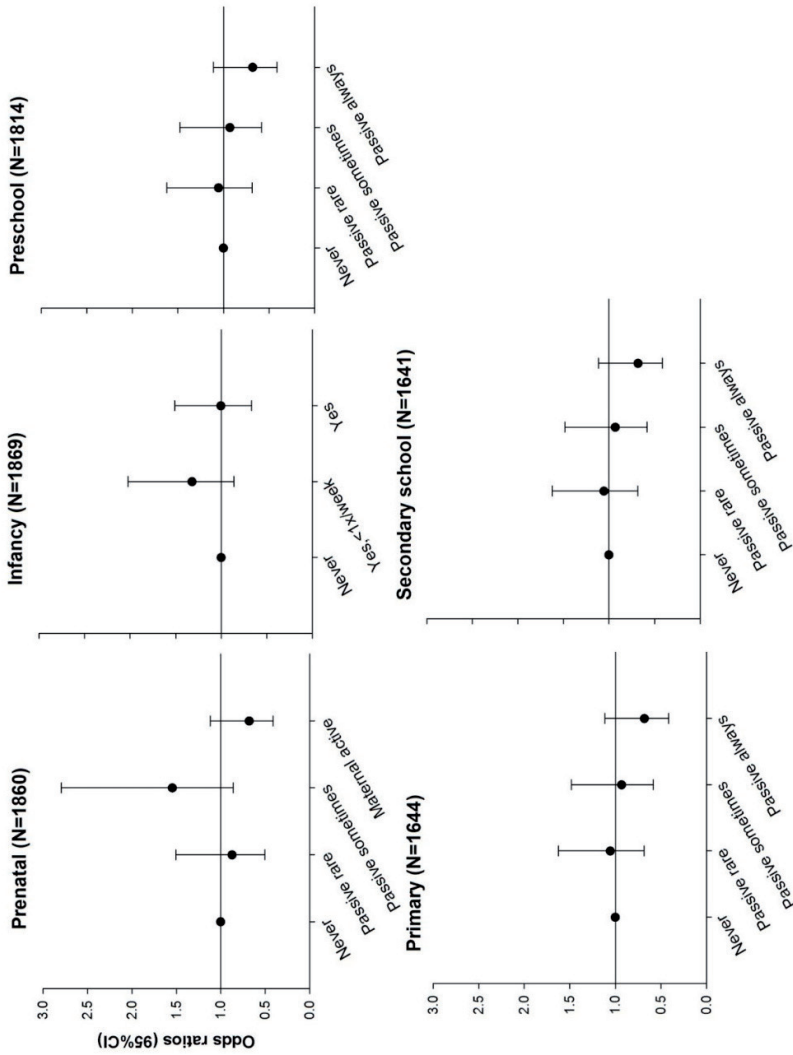 Prenatal (N=1860)
Odds ratios (95%CI)
3.0
2.5
2.0
1.5
1.0
0.5
0.0
Never
Passive rare
Passive sometimes
Maternal active
Infancy (N=1869)
Never
Yes,<1x/week
Yes
Preschool (N=1814)
Never
Passive rare
Passive sometimes
Passive always
Primary (N=1644)
3.0
2.5
2.0
1.5
1.0
0.5
0.0
Never
Passive rare
Passive sometimes
Passive always
Secondary school (N=1641)
Never
Passive rare
Passive sometimes
Passive always